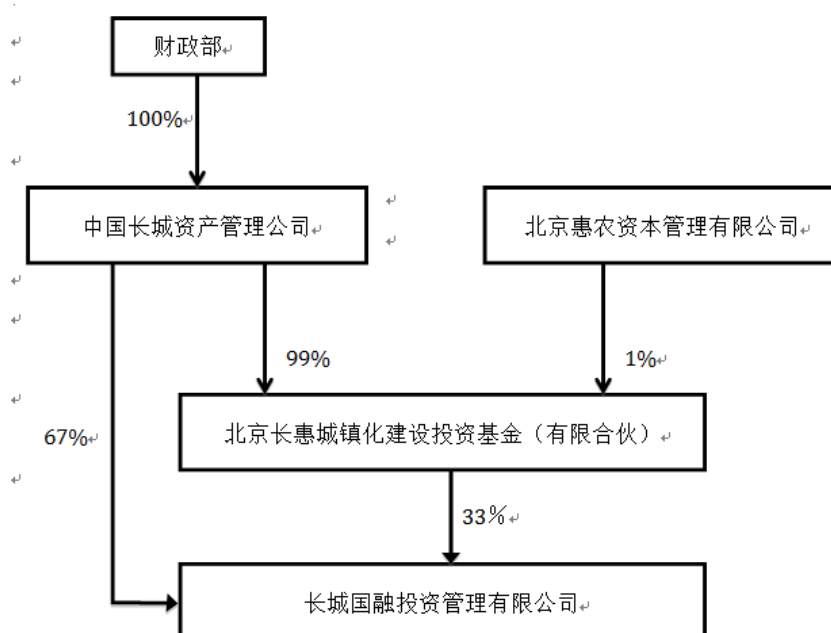 财政部
100%
中国长城资产管理公司
北京惠农资本管理有限公司
99%
1%
北京长惠城镇化建设投资基金（有限合伙）
67%
33%
长城国融投资管理有限公司